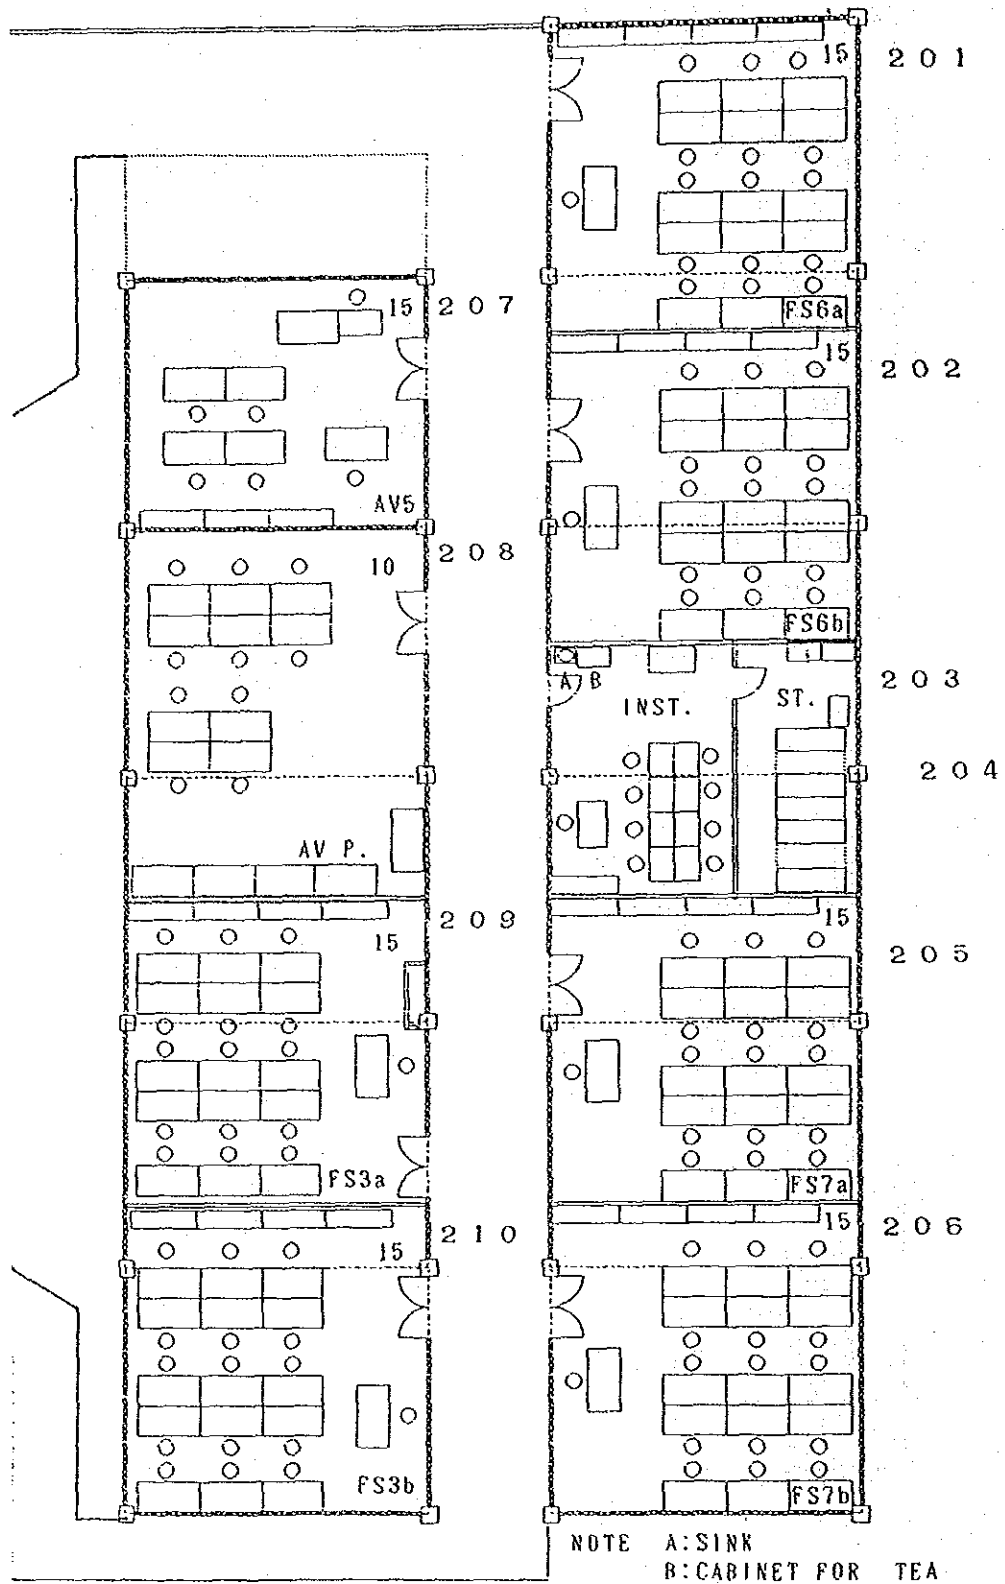 15
201
FS6a
15
207
15
202
AV5
208
10
FS6b
A B
INST.
ST.
203
204
AV P.
209
15
15
205
FS3a
FS7a
15
206
210
15
FS3b
FS7b
NOTE A:SINK
B:CABINET FOR TEA